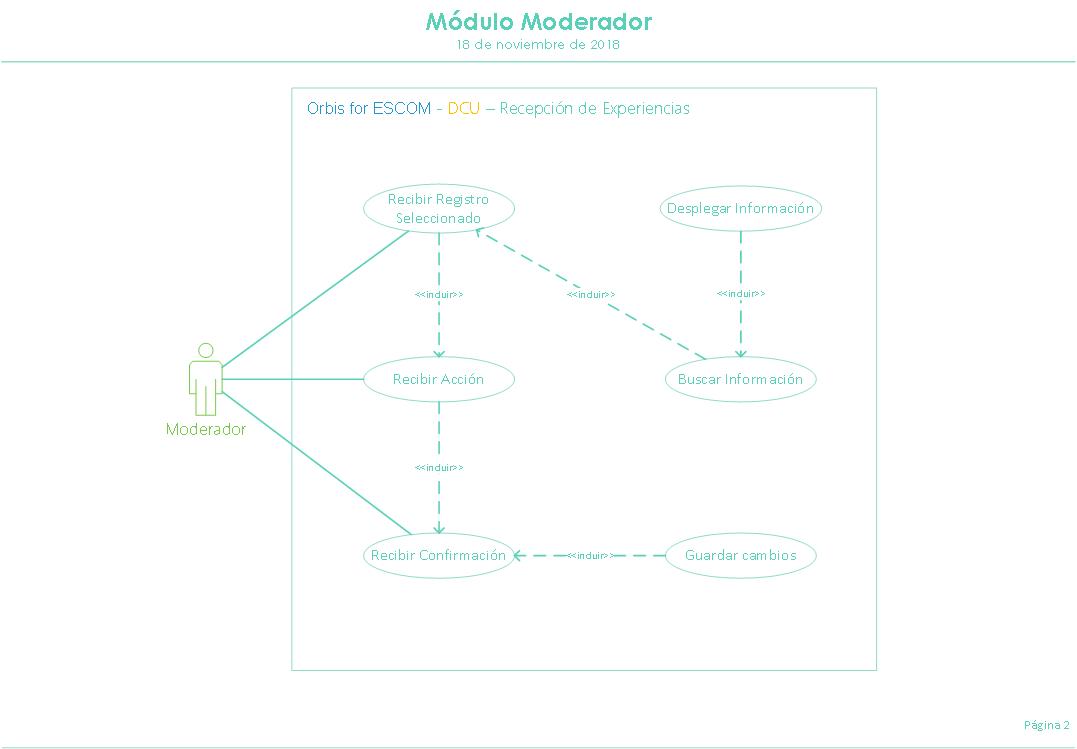 Módulo Moderador
18 de noviembre de 2018
Orbis for ESCOM - DCU – Recepción de Experiencias
Recibir Registro
Seleccionado
Desplegar Información
<<incluir>>
<<incluir>>
<<incluir>>
Recibir Acción
Buscar Información
Moderador
<<incluir>>
Recibir Confirmación
<<incluir>>
Guardar cambios
Página 2